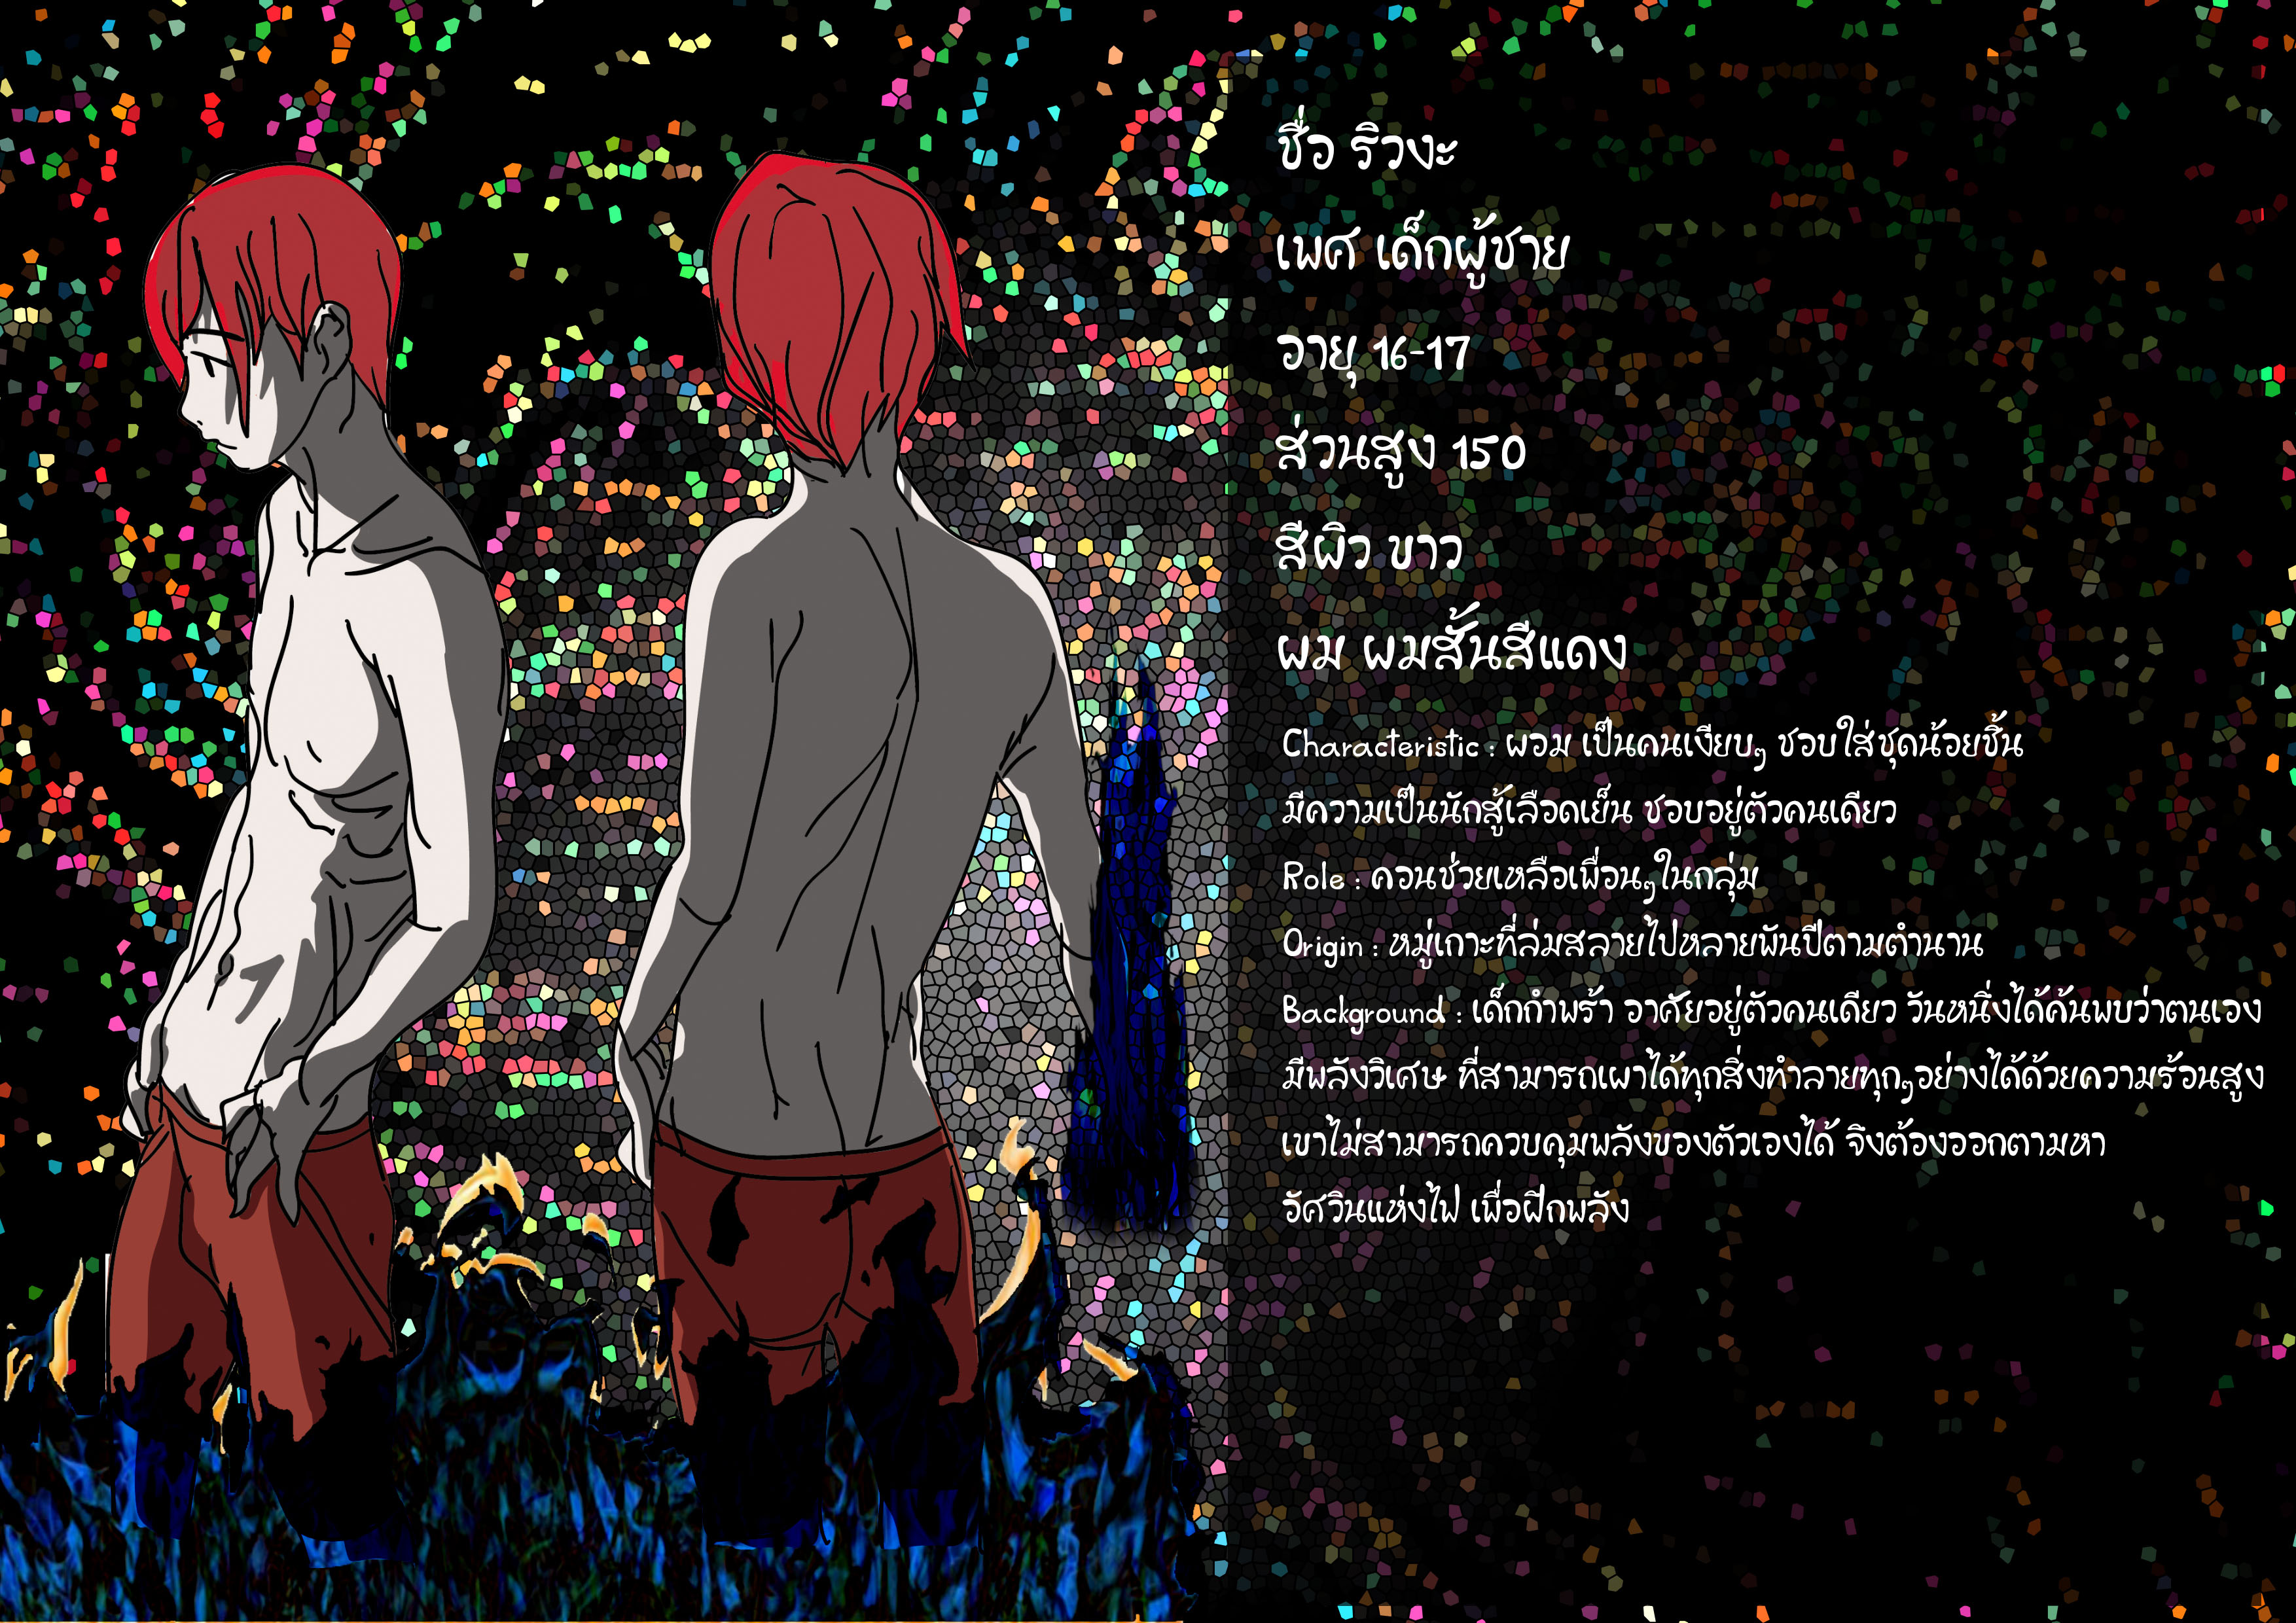 ชื่อ ริวงะ
เพศ เด็กผู้ชาย
อายุ 16-17
ส่วนสูง 150
สีผิว ขาว
ผม ผมสั้นสีแดง
Characteristic : ผอม เป็นคนเงียบๆ ชอบใส่ชุดน้อยชิ้น
มีความเป็นนักสู้เลือดเย็น ชอบอยู่ตัวคนเดียว
Role : คอนช่วยเหลือเพื่อนๆในกลุ่ม
Origin : หมู่เกาะที่ล่มสลายไปหลายพันปีตามตำนาน
Background : เด็กกำพร้า อาศัยอยู่ตัวคนเดียว วันหนึ่งได้ค้นพบว่าตนเอง
มีพลังวิเศษ ที่สามารถเผาได้ทุกสิ่งทำลายทุกๆอย่างได้ด้วยความร้อนสูง
เขาไม่สามารถควบคุมพลังของตัวเองได้ จึงต้องออกตามหา
อัศวินแห่งไฟ เพื่อฝึกพลัง